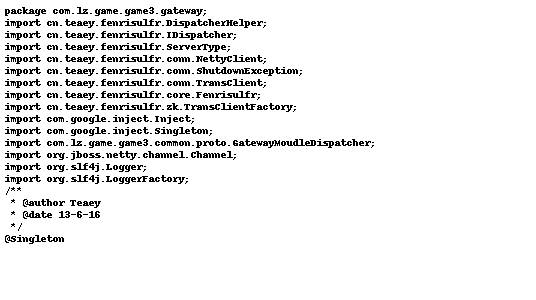 package com.lz.game.game3.gateway;
import cn.teaey.fenrisulfr.DispatcherHelper;
import cn.teaey.fenrisulfr.IDispatcher;
import cn.teaey.fenrisulfr.ServerType;
import cn.teaey.fenrisulfr.conn.NettyClient;
import cn.teaey.fenrisulfr.conn.ShutdownException;
import cn.teaey.fenrisulfr.conn.TransClient;
import cn.teaey.fenrisulfr.core.Fenrisulfr;
import cn.teaey.fenrisulfr.zk.TransClientFactory;
import com.google.inject.Inject;
import com.google.inject.Singleton;
import com.lz.game.game3.common.proto.GatewayMoudleDispatcher;
import org.jboss.netty.channel.Channel;
import org.slf4j.Logger;
import org.slf4j.LoggerFactory;
/**
 * @author Teaey
 * @date 13-6-16
 */
@Singleton